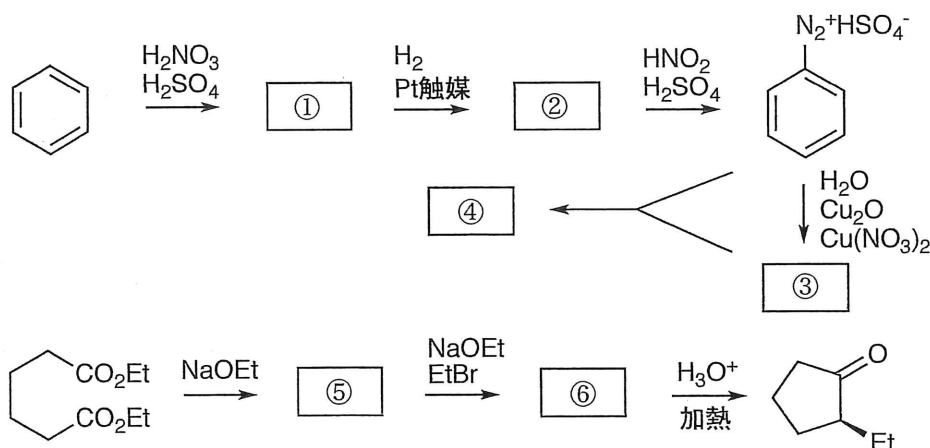 H₂NO₃
H₂SO₄
①
H₂
Pt触媒
②
HNO₂
H₂SO₄
N₂⁺HSO₄⁻
④
H₂O
Cu₂O
Cu(NO₃)₂
③
CO₂Et
CO₂Et
NaOEt
⑤
NaOEt
EtBr
⑥
H₃O⁺
加熱
O
Et